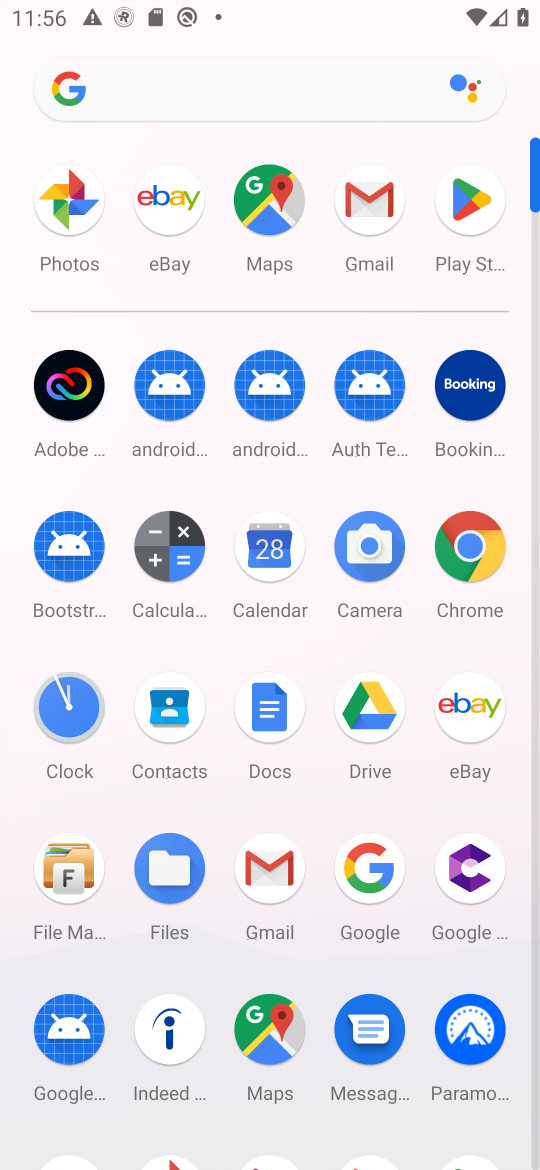 11:56
Photos eBay Maps Gmail Play St...
Adobe ... android... android... Auth Te... Bookin...
Booking
Bootstr... Calcula... Calendar Camera Chrome
28
Clock Contacts Docs Drive eBay
ebay
File Ma... Files Gmail Google Google ...
Google... Indeed ... Maps Messag... Paramo...